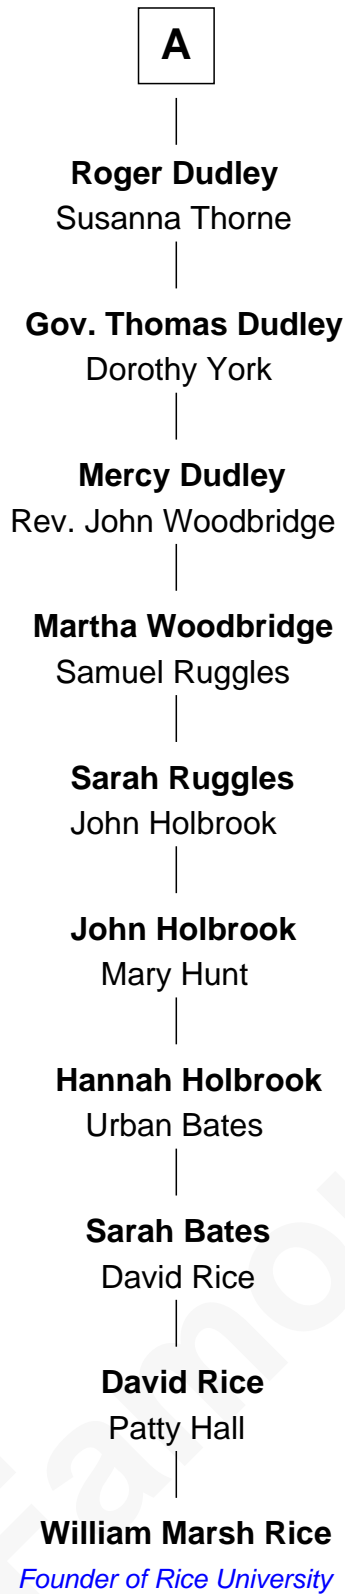 A
Roger Dudley
Susanna Thorne
Gov. Thomas Dudley
Dorothy York
Mercy Dudley
Rev. John Woodbridge
Martha Woodbridge
Samuel Ruggles
Sarah Ruggles
John Holbrook
John Holbrook
Mary Hunt
Hannah Holbrook
Urban Bates
Sarah Bates
David Rice
David Rice
Patty Hall
William Marsh Rice
Founder of Rice University